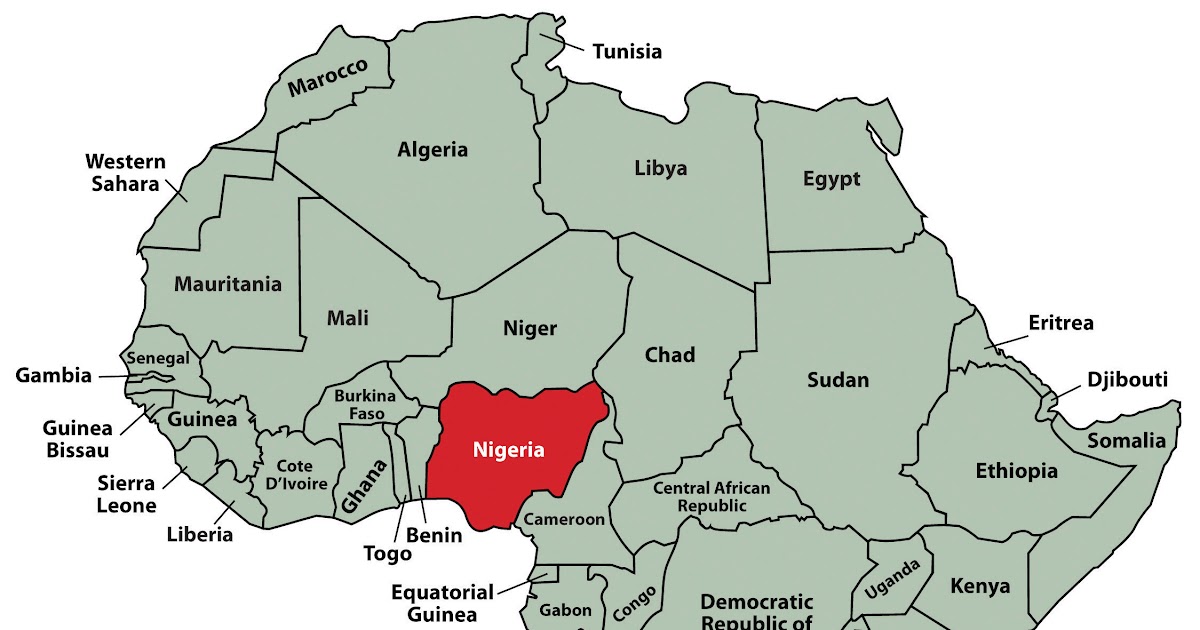 Tunisia
Marocco
Algeria
Libya
Egypt
Western
Sahara
Mauritania
Mali
Niger
Chad
Sudan
Eritrea
Djibouti
Senegal
Gambia
Burkina
Faso
Guinea
Guinea
Bissau
Nigeria
Somalia
Ethiopia
Cote
D'Ivoire
Ghana
Sierra
Leone
Central African
Republic
Cameroon
Liberia
Benin
Togo
Equatorial
Guinea
Gabon
Congo
Uganda
Kenya
Democratic
Republic of